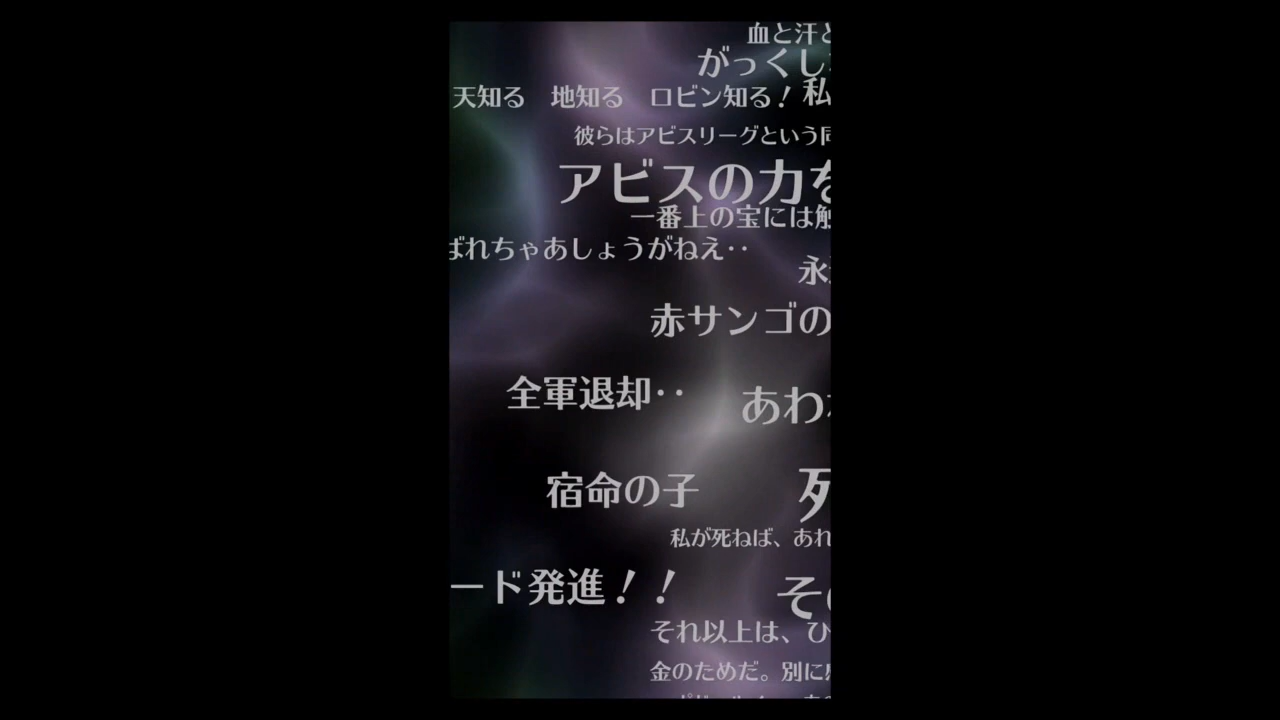 血と汗と
がっくし
天知る 地知る ロビン知る! 私
彼らはアビスリーグという同
アビスの力を
一番上の宝には触
ばれちゃあしょうがねえ‥
永
赤サンゴの
全軍退却‥
あわ
宿命の子
死
私が死ねば、あれ
ード発進!!
その
それ以上は、ひ
金のためだ。別に